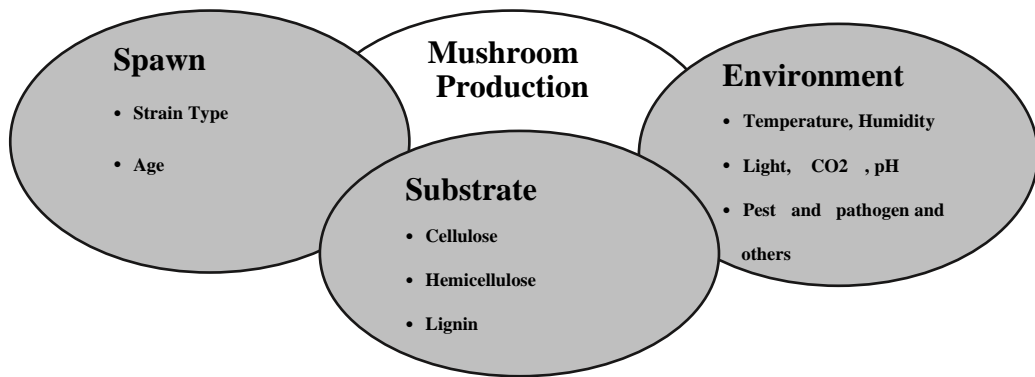 Spawn
• Strain Type
• Age
Mushroom
Production
Substrate
• Cellulose
• Hemicellulose
• Lignin
Environment
• Temperature, Humidity
• Light, CO2 , pH
• Pest and pathogen and
others